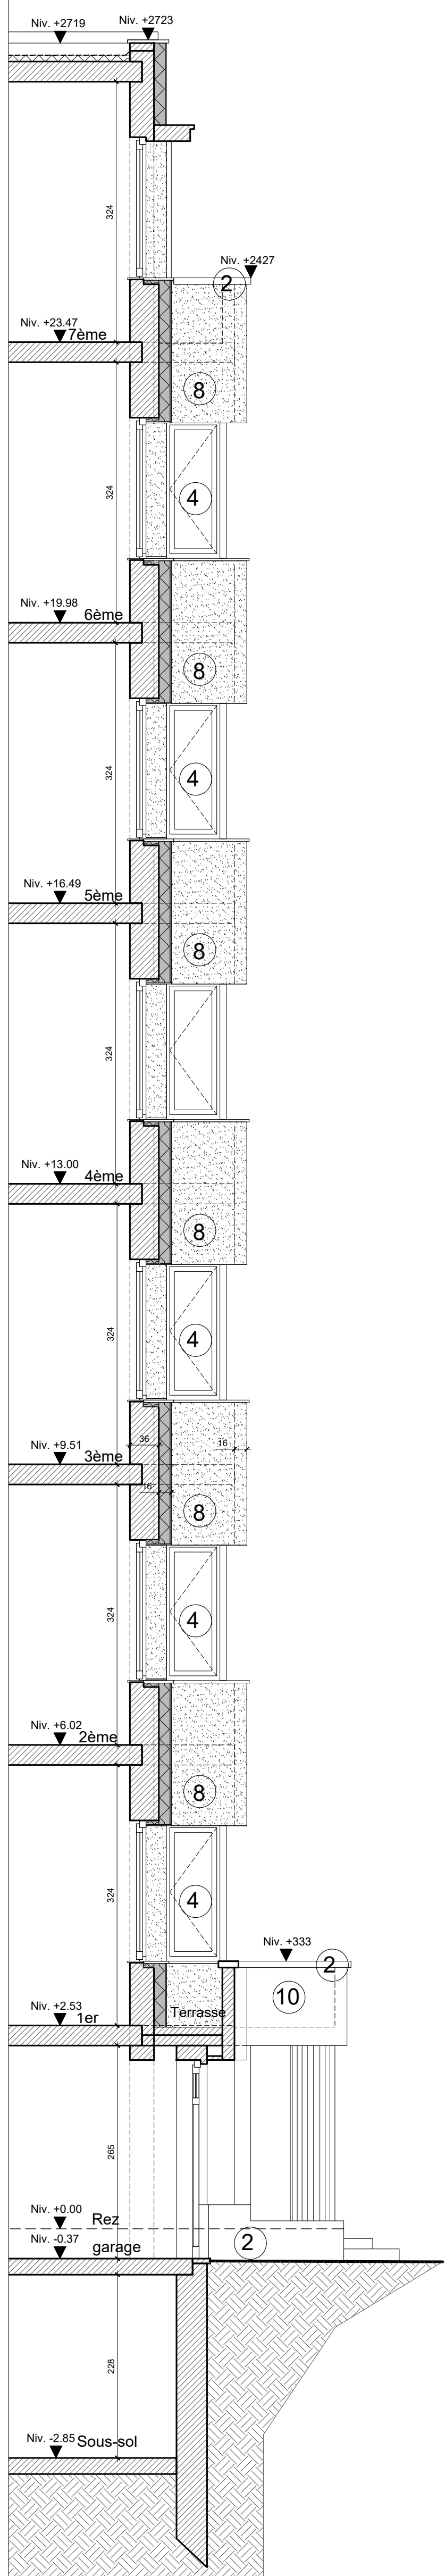 Niv. +2719
Niv. +2723
324
Niv. +2427
2
Niv. +23.47
7ème
8
324
4
Niv. +19.98
6ème
8
324
4
Niv. +16.49
5ème
8
324
Niv. +13.00
4ème
8
324
4
36
16
Niv. +9.51
3ème
16
8
324
4
Niv. +6.02
2ème
8
324
4
Niv. +333
2
10
Niv. +2.53
1er
Terrasse
265
Niv. +0.00
Rez
Niv. -0.37
garage
2
228
Niv. -2.85
Sous-sol